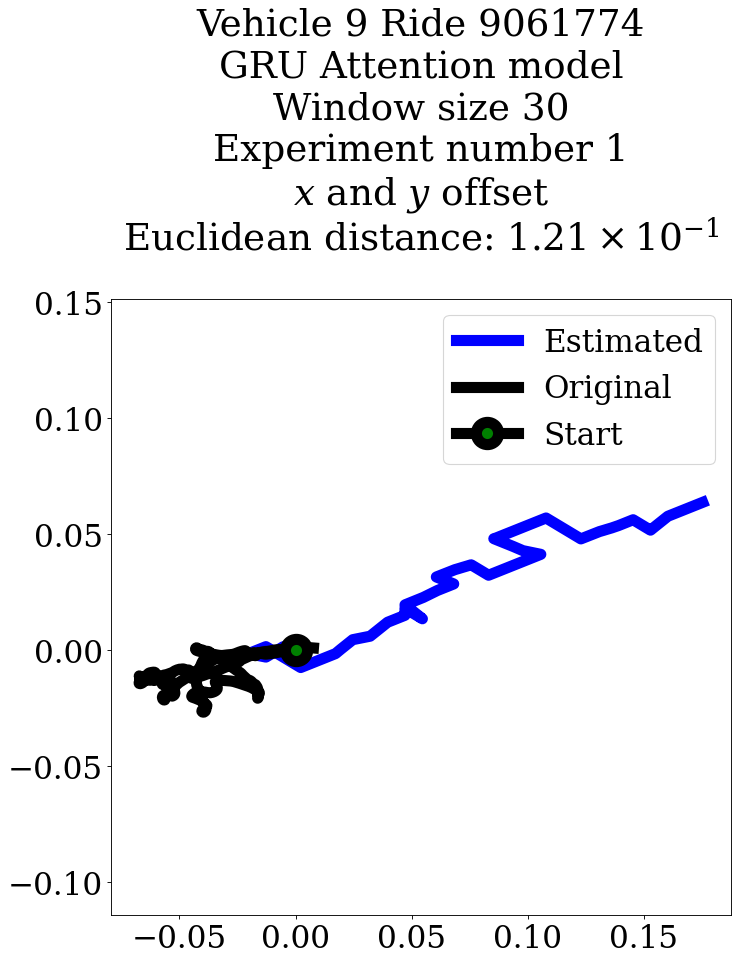 Vehicle 9 Ride 9061774
GRU Attention model
Window size 30
Experiment number 1
x and y offset
Euclidean distance: 1.21 × 10⁻¹
0.15
0.10
0.05
0.00
−0.05
−0.10
Estimated
Original
Start
−0.05 0.00 0.05 0.10 0.15